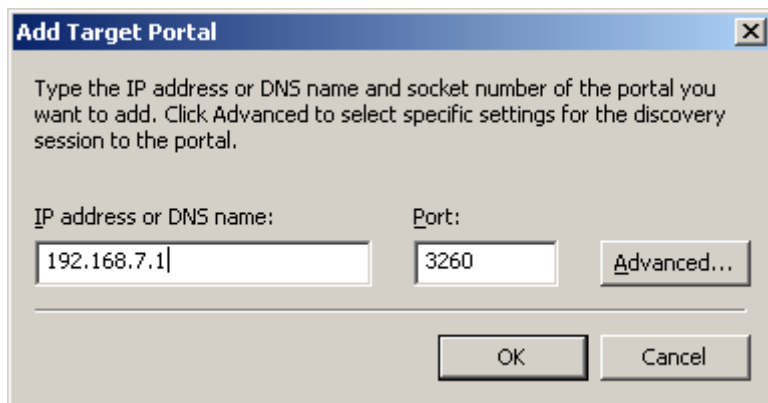 Add Target Portal
Type the IP address or DNS name and socket number of the portal you
want to add. Click Advanced to select specific settings for the discovery
session to the portal.
IP address or DNS name: Port:
192.168.7.1 3260 Advanced...
OK Cancel